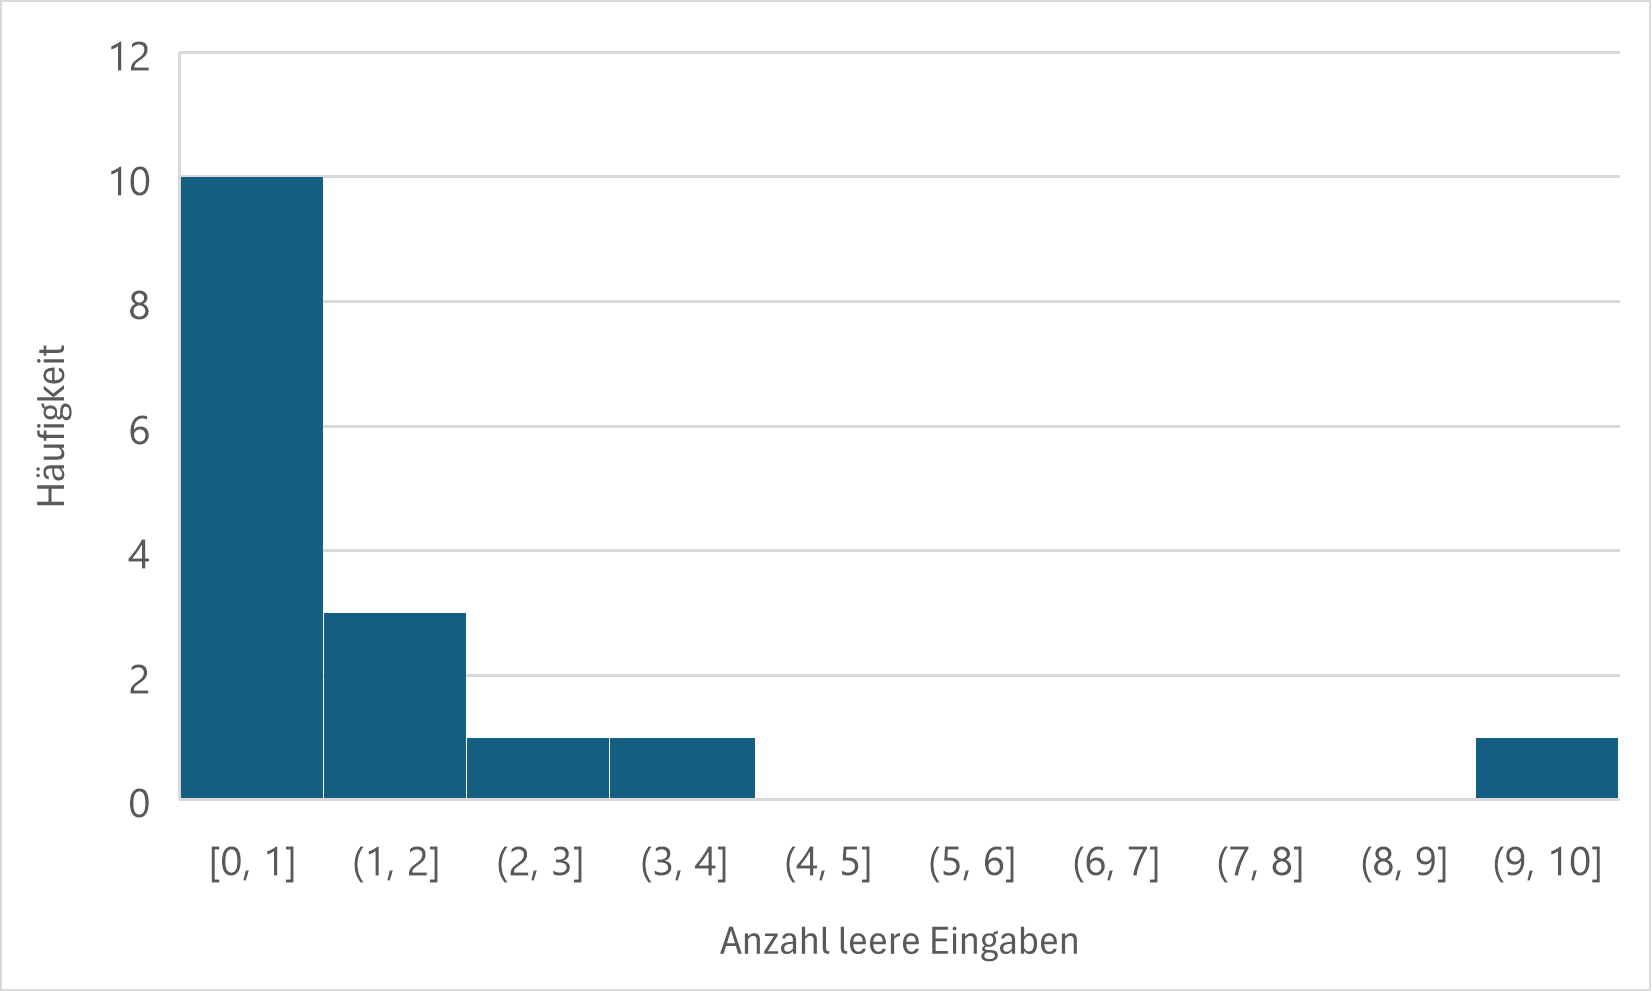 12
10
8
6
4
2
0
Häufigkeit
[0, 1] (1, 2] (2, 3] (3, 4] (4, 5] (5, 6] (6, 7] (7, 8] (8, 9] (9, 10]
Anzahl leere Eingaben